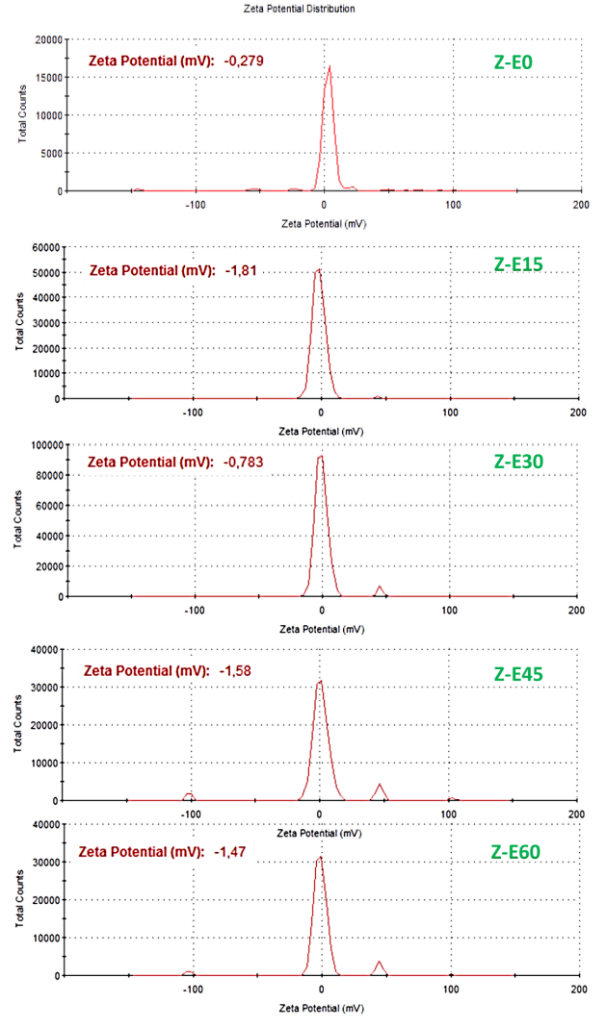 Zeta Potential Distribution
20000
Zeta Potential (mV): -0,279
Z-E0
15000
Total Counts
10000
5000
0
-100 0 100 200
Zeta Potential (mV)
60000
Zeta Potential (mV): -1,81
Z-E15
50000
40000
Total Counts
30000
20000
10000
0
-100 0 100 200
Zeta Potential (mV)
100000
Zeta Potential (mV): -0,783
Z-E30
80000
Total Counts
60000
40000
20000
0
-100 0 100 200
Zeta Potential (mV)
40000
Zeta Potential (mV): -1,58
Z-E45
30000
Total Counts
20000
10000
0
-100 0 100 200
Zeta Potential (mV)
40000
Zeta Potential (mV): -1,47
Z-E60
30000
Total Counts
20000
10000
0
-100 0 100 200
Zeta Potential (mV)